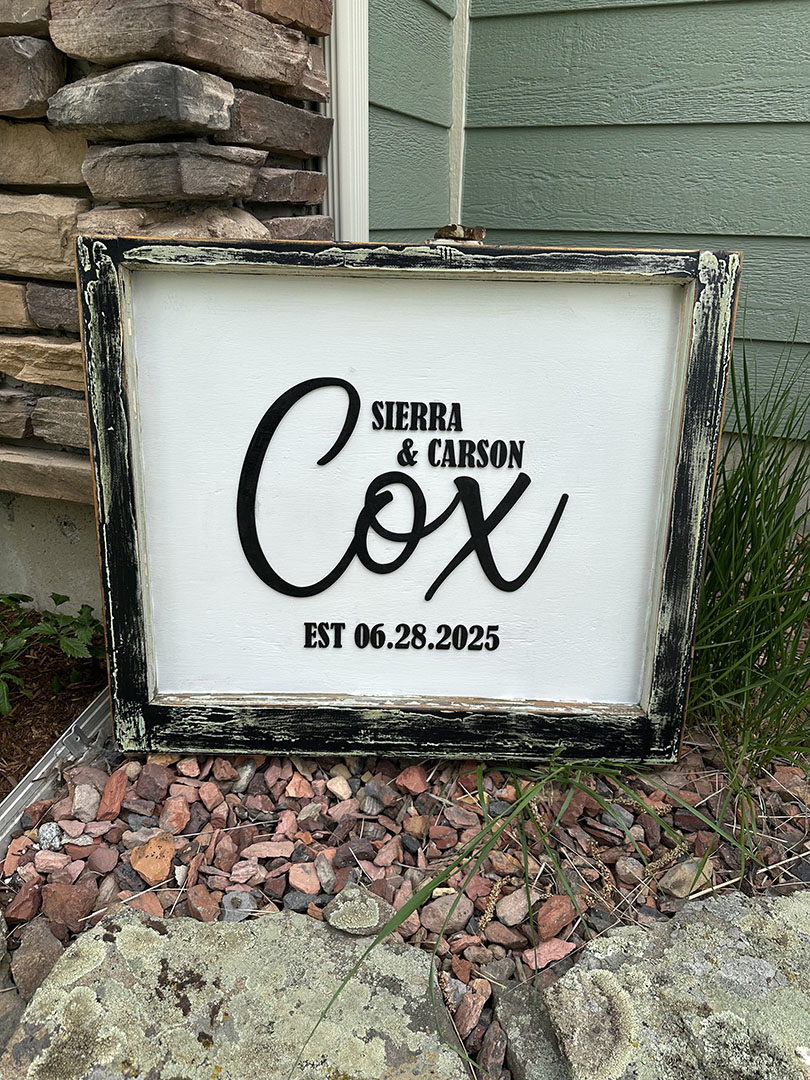 SIERRA
& CARSON
Cox
EST 06.28.2025